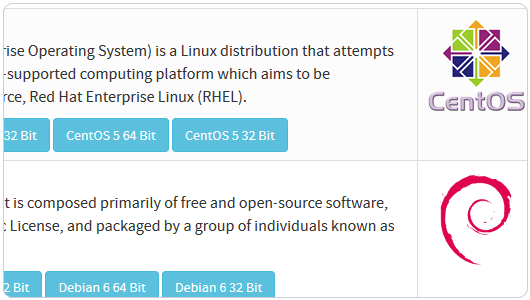 rise Operating System) is a Linux distribution that attempts
-supported computing platform which aims to be
rce, Red Hat Enterprise Linux (RHEL).
CentOS
32 Bit
CentOS 5 64 Bit
CentOS 5 32 Bit
t is composed primarily of free and open-source software,
c License, and packaged by a group of individuals known as
2 Bit
Debian 6 64 Bit
Debian 6 32 Bit